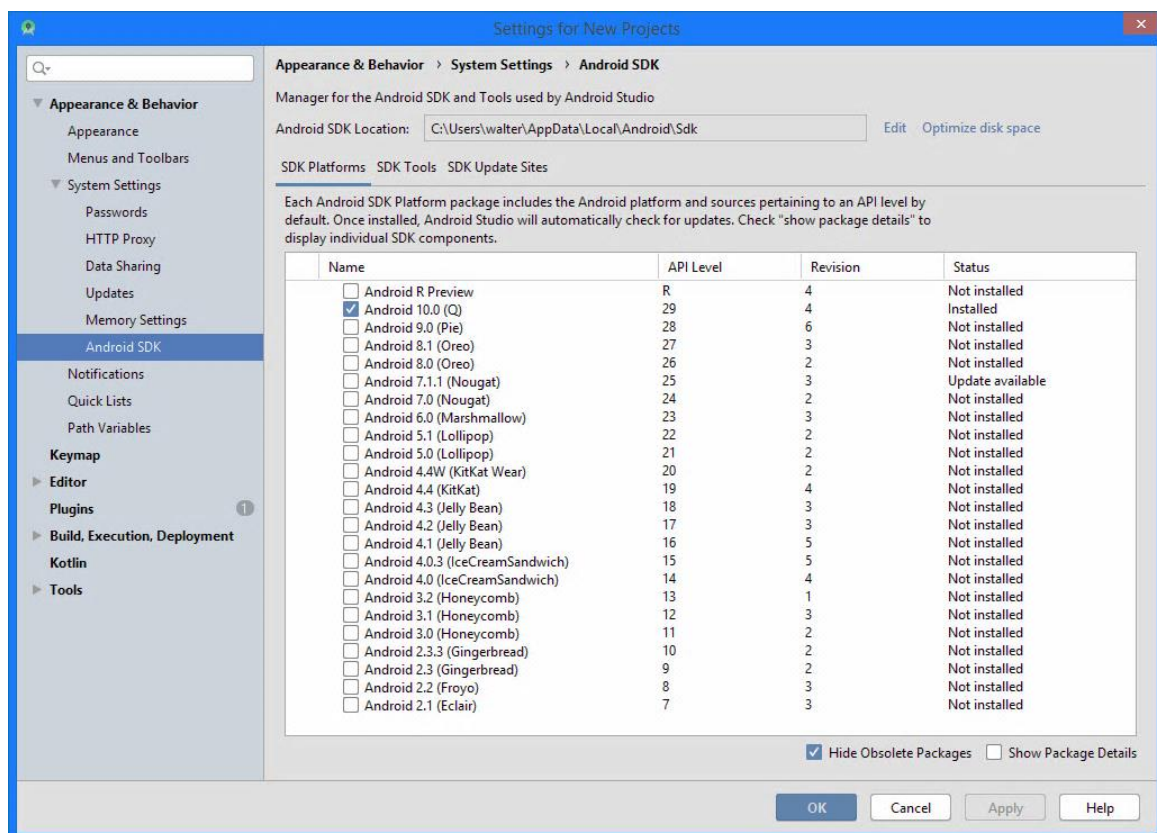 Settings for New Projects
Appearance & Behavior
Appearance
Menus and Toolbars
System Settings
Passwords
HTTP Proxy
Data Sharing
Updates
Memory Settings
Android SDK
Notifications
Quick Lists
Path Variables
Keymap
Editor
Plugins 1
Build, Execution, Deployment
Kotlin
Tools
Appearance & Behavior › System Settings › Android SDK
Manager for the Android SDK and Tools used by Android Studio
Android SDK Location: C:\Users\walter\AppData\Local\Android\Sdk Edit Optimize disk space
SDK Platforms SDK Tools SDK Update Sites
Each Android SDK Platform package includes the Android platform and sources pertaining to an API level by
default. Once installed, Android Studio will automatically check for updates. Check "show package details" to
display individual SDK components.
Name API Level Revision Status
Android R Preview R 4 Not installed
Android 10.0 (Q) 29 4 Installed
Android 9.0 (Pie) 28 6 Not installed
Android 8.1 (Oreo) 27 3 Not installed
Android 8.0 (Oreo) 26 2 Not installed
Android 7.1.1 (Nougat) 25 3 Update available
Android 7.0 (Nougat) 24 2 Not installed
Android 6.0 (Marshmallow) 23 3 Not installed
Android 5.1 (Lollipop) 22 2 Not installed
Android 5.0 (Lollipop) 21 2 Not installed
Android 4.4W (KitKat Wear) 20 2 Not installed
Android 4.4 (KitKat) 19 4 Not installed
Android 4.3 (Jelly Bean) 18 3 Not installed
Android 4.2 (Jelly Bean) 17 3 Not installed
Android 4.1 (Jelly Bean) 16 5 Not installed
Android 4.0.3 (IceCreamSandwich) 15 5 Not installed
Android 4.0 (IceCreamSandwich) 14 4 Not installed
Android 3.2 (Honeycomb) 13 1 Not installed
Android 3.1 (Honeycomb) 12 3 Not installed
Android 3.0 (Honeycomb) 11 2 Not installed
Android 2.3.3 (Gingerbread) 10 2 Not installed
Android 2.3 (Gingerbread) 9 2 Not installed
Android 2.2 (Froyo) 8 3 Not installed
Android 2.1 (Eclair) 7 3 Not installed
Hide Obsolete Packages Show Package Details
OK Cancel Apply Help